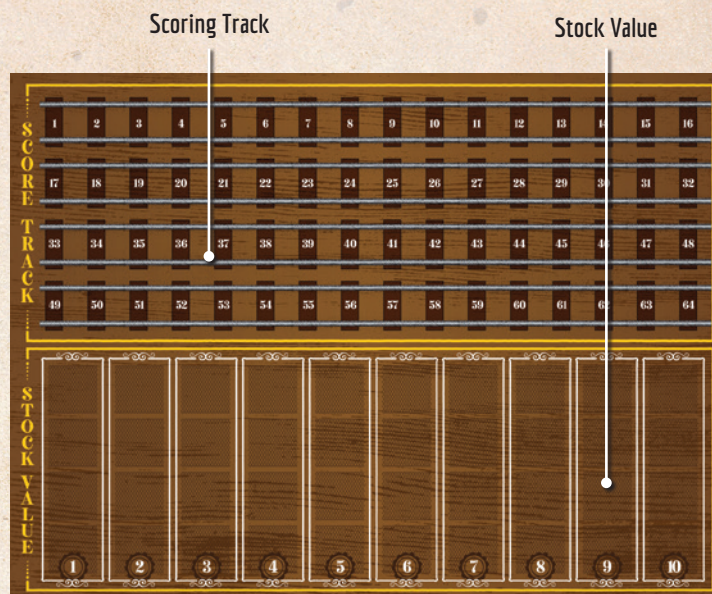 Scoring Track
Stock Value
SCORE TRACK
1 2 3 4 5 6 7 8 9 10 11 12 13 14 15 16
17 18 19 20 21 22 23 24 25 26 27 28 29 30 31 32
33 34 35 36 37 38 39 40 41 42 43 44 45 46 47 48
49 50 51 52 53 54 55 56 57 58 59 60 61 62 63 64
STOCK VALUE
1 2 3 4 5 6 7 8 9 10